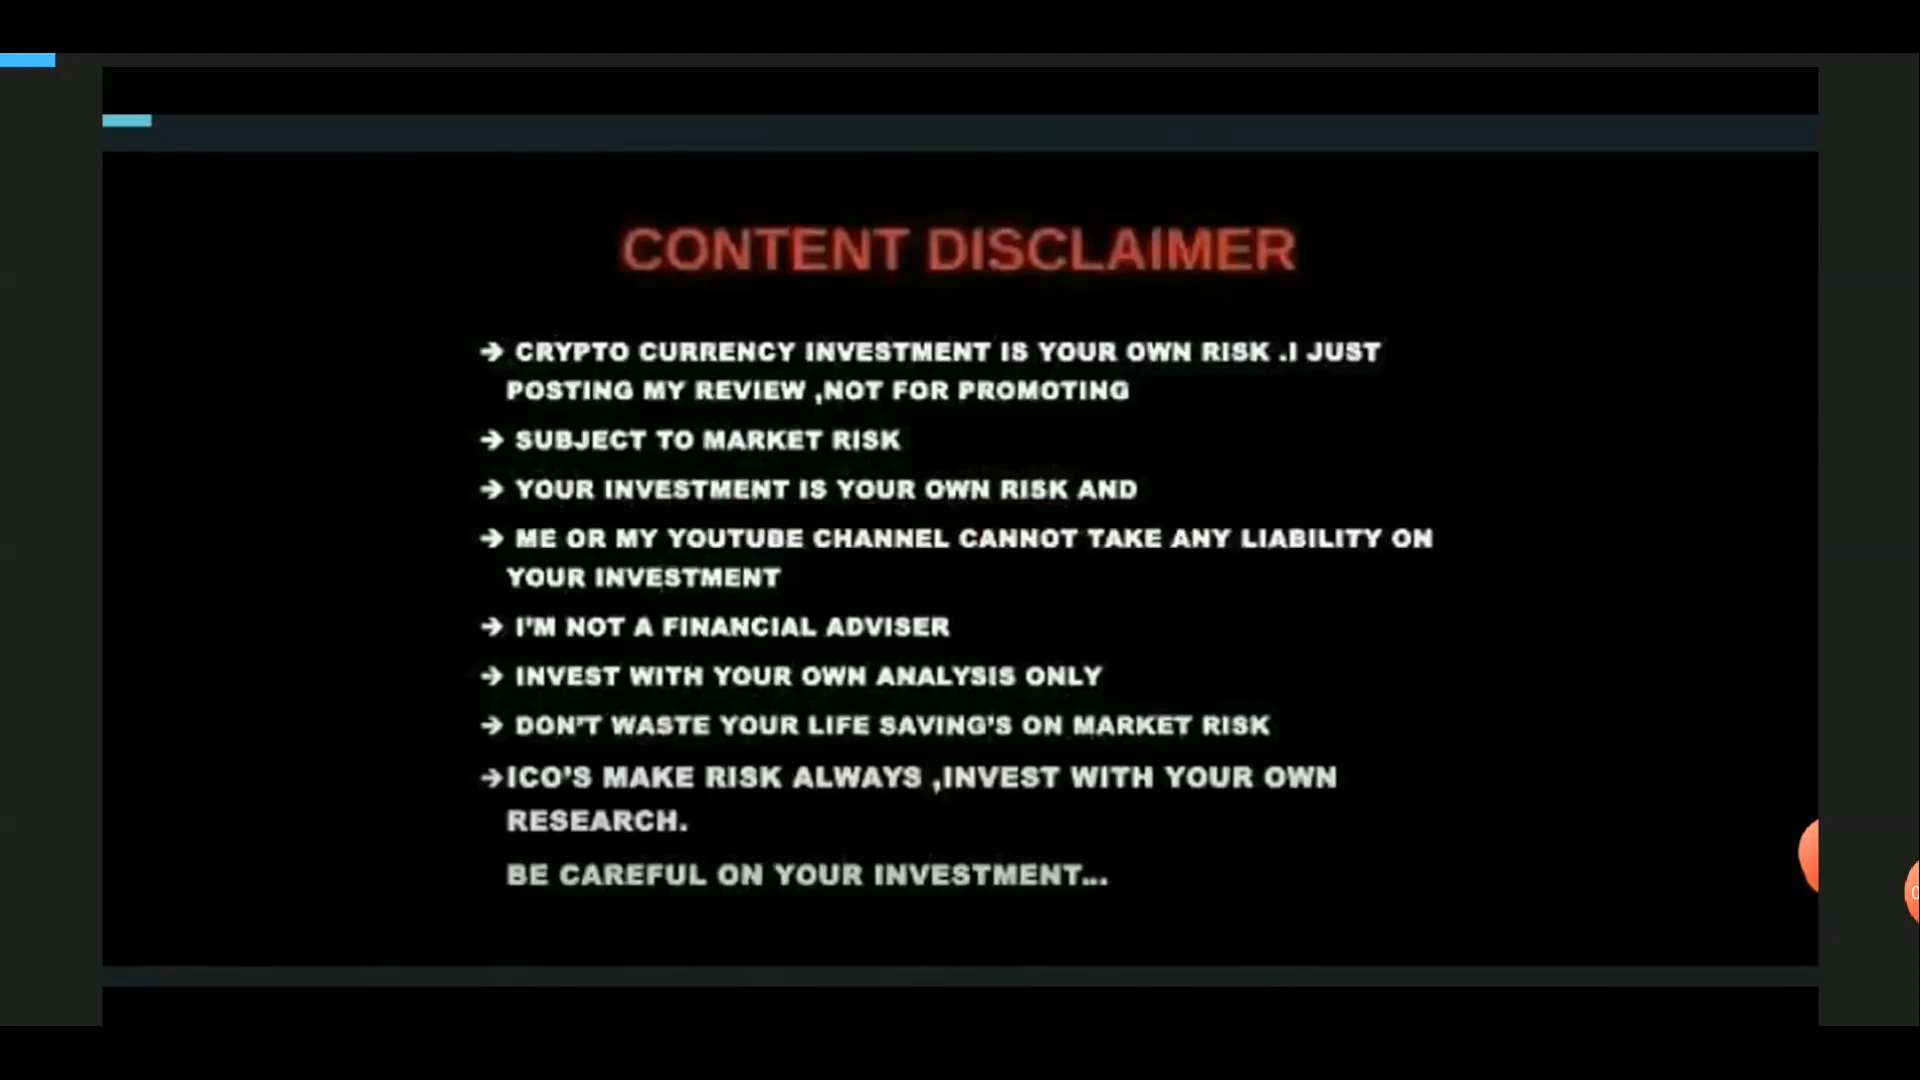 CONTENT DISCLAIMER
→ CRYPTO CURRENCY INVESTMENT IS YOUR OWN RISK .I JUST
POSTING MY REVIEW ,NOT FOR PROMOTING
→ SUBJECT TO MARKET RISK
→ YOUR INVESTMENT IS YOUR OWN RISK AND
→ ME OR MY YOUTUBE CHANNEL CANNOT TAKE ANY LIABILITY ON
YOUR INVESTMENT
→ I'M NOT A FINANCIAL ADVISER
→ INVEST WITH YOUR OWN ANALYSIS ONLY
→ DON'T WASTE YOUR LIFE SAVING'S ON MARKET RISK
→ICO'S MAKE RISK ALWAYS ,INVEST WITH YOUR OWN
RESEARCH.
BE CAREFUL ON YOUR INVESTMENT...